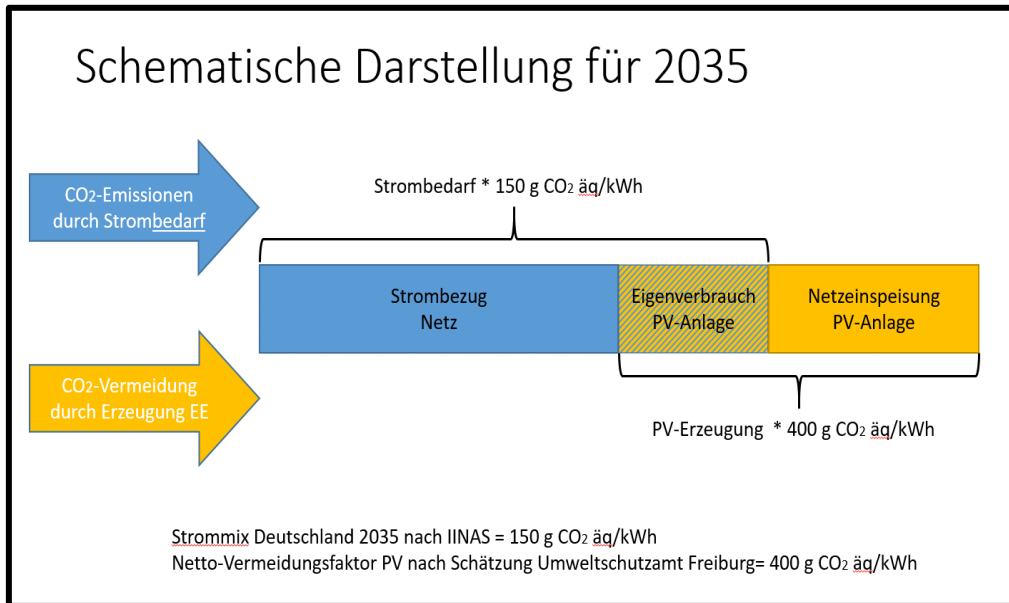 Schematische Darstellung für 2035
CO2-Emissionen
durch Strombedarf
Strombedarf * 150 g CO2 äq/kWh
Strombezug
Netz
Eigenverbrauch
PV-Anlage
Netzeinspeisung
PV-Anlage
CO2-Vermeidung
durch Erzeugung EE
PV-Erzeugung * 400 g CO2 äq/kWh
Strommix Deutschland 2035 nach IINAS = 150 g CO2 äq/kWh
Netto-Vermeidungsfaktor PV nach Schätzung Umweltschutzamt Freiburg= 400 g CO2 äq/kWh